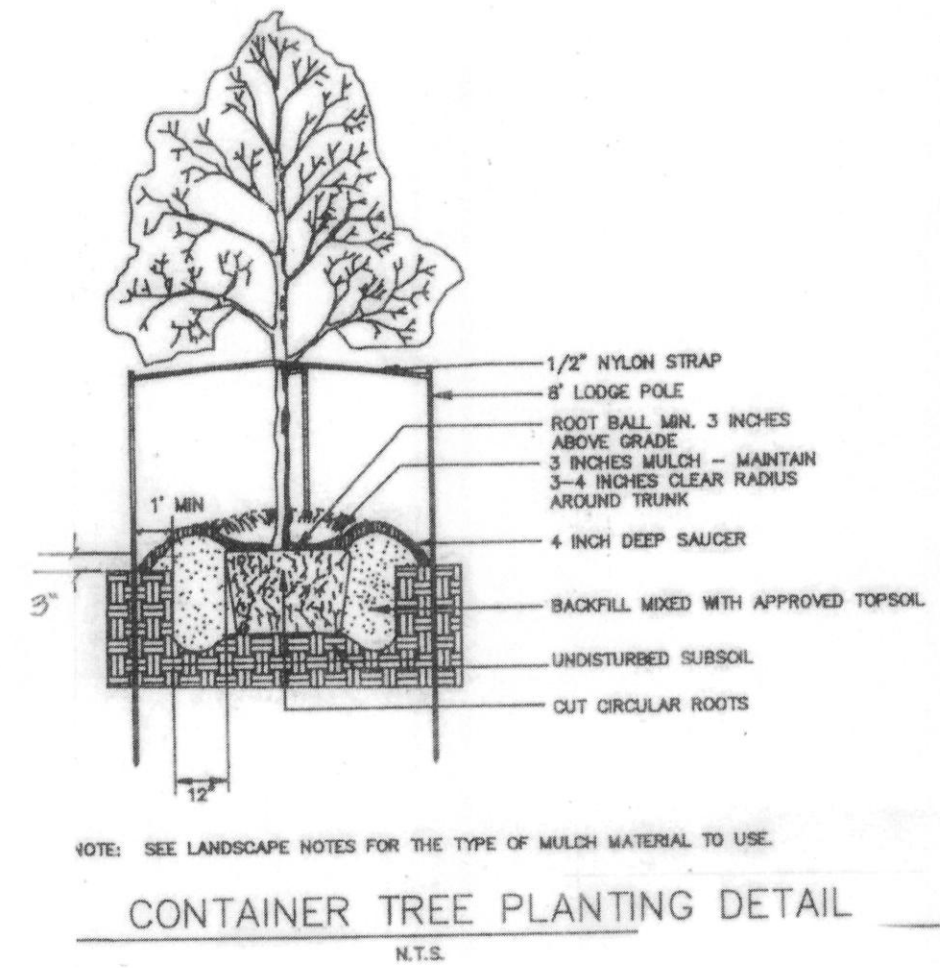 1/2" NYLON STRAP
8' LODGE POLE
ROOT BALL MIN. 3 INCHES
ABOVE GRADE
3 INCHES MULCH – MAINTAIN
3–4 INCHES CLEAR RADIUS
AROUND TRUNK
1' MIN
4 INCH DEEP SAUCER
3"
BACKFILL MIXED WITH APPROVED TOPSOIL
UNDISTURBED SUBSOIL
CUT CIRCULAR ROOTS
12"
NOTE: SEE LANDSCAPE NOTES FOR THE TYPE OF MULCH MATERIAL TO USE.
CONTAINER TREE PLANTING DETAIL
N.T.S.